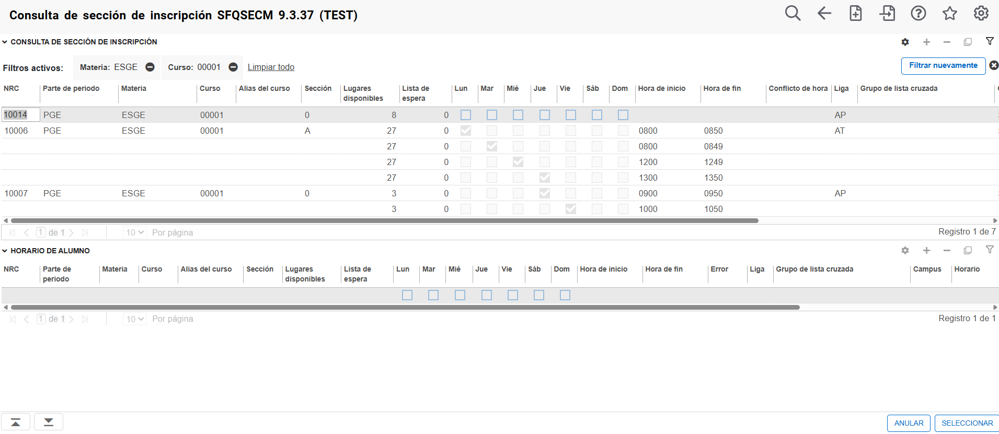 Consulta de sección de inscripción SFQSECM 9.3.37 (TEST)
CONSULTA DE SECCIÓN DE INSCRIPCIÓN
Filtros activos: Materia: ESGE Curso: 00001 Limpiar todo Filtrar nuevamente
NRC Parte de periodo Materia Curso Alias del curso Sección Lugares disponibles Lista de espera Lun Mar Mié Jue Vie Sáb Dom Hora de inicio Hora de fin Conflicto de hora Liga Grupo de lista cruzada
10014 PGE ESGE 00001 0 8 0 AP
10006 PGE ESGE 00001 A 27 0 0800 0850 AT
27 0 0800 0849
27 0 1200 1249
27 0 1300 1350
10007 PGE ESGE 00001 0 3 0 0900 0950 AP
3 0 1000 1050
1 de 1 10 Por página Registro 1 de 7
HORARIO DE ALUMNO
NRC Parte de periodo Materia Curso Alias del curso Sección Lugares disponibles Lista de espera Lun Mar Mié Jue Vie Sáb Dom Hora de inicio Hora de fin Error Liga Grupo de lista cruzada Campus Horario
1 de 1 10 Por página Registro 1 de 1
ANULAR SELECCIONAR